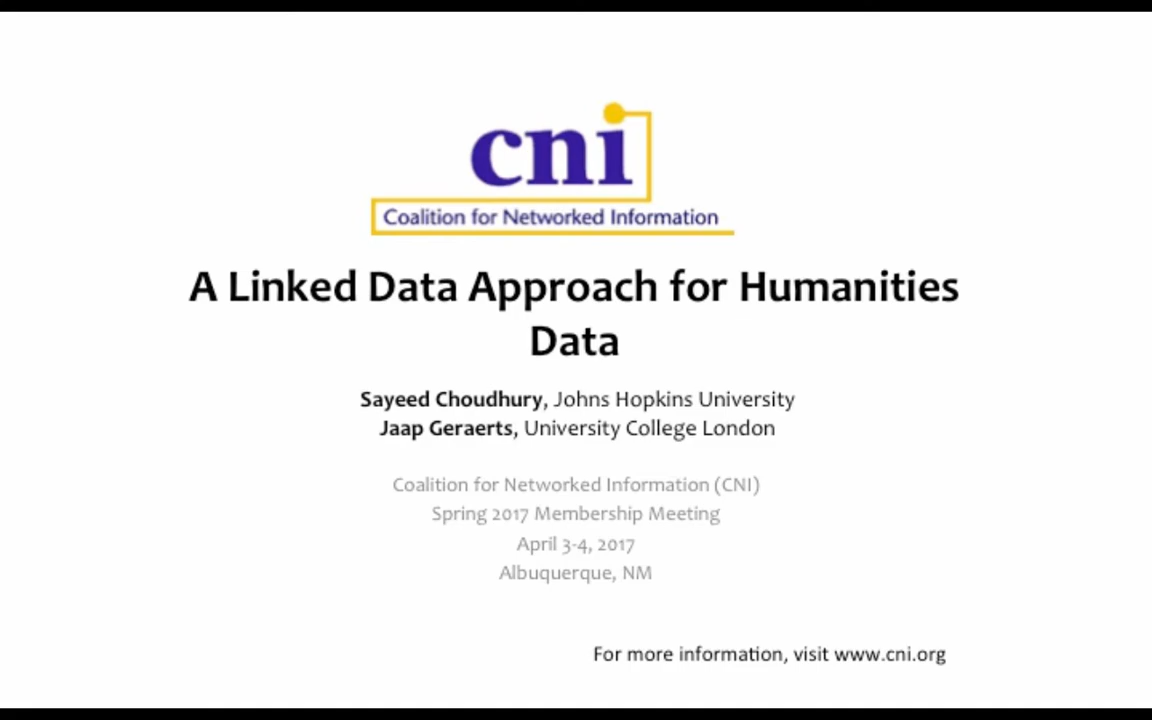 cni
Coalition for Networked Information
A Linked Data Approach for Humanities
Data
Sayeed Choudhury, Johns Hopkins University
Jaap Geraerts, University College London
Coalition for Networked Information (CNI)
Spring 2017 Membership Meeting
April 3-4, 2017
Albuquerque, NM
For more information, visit www.cni.org